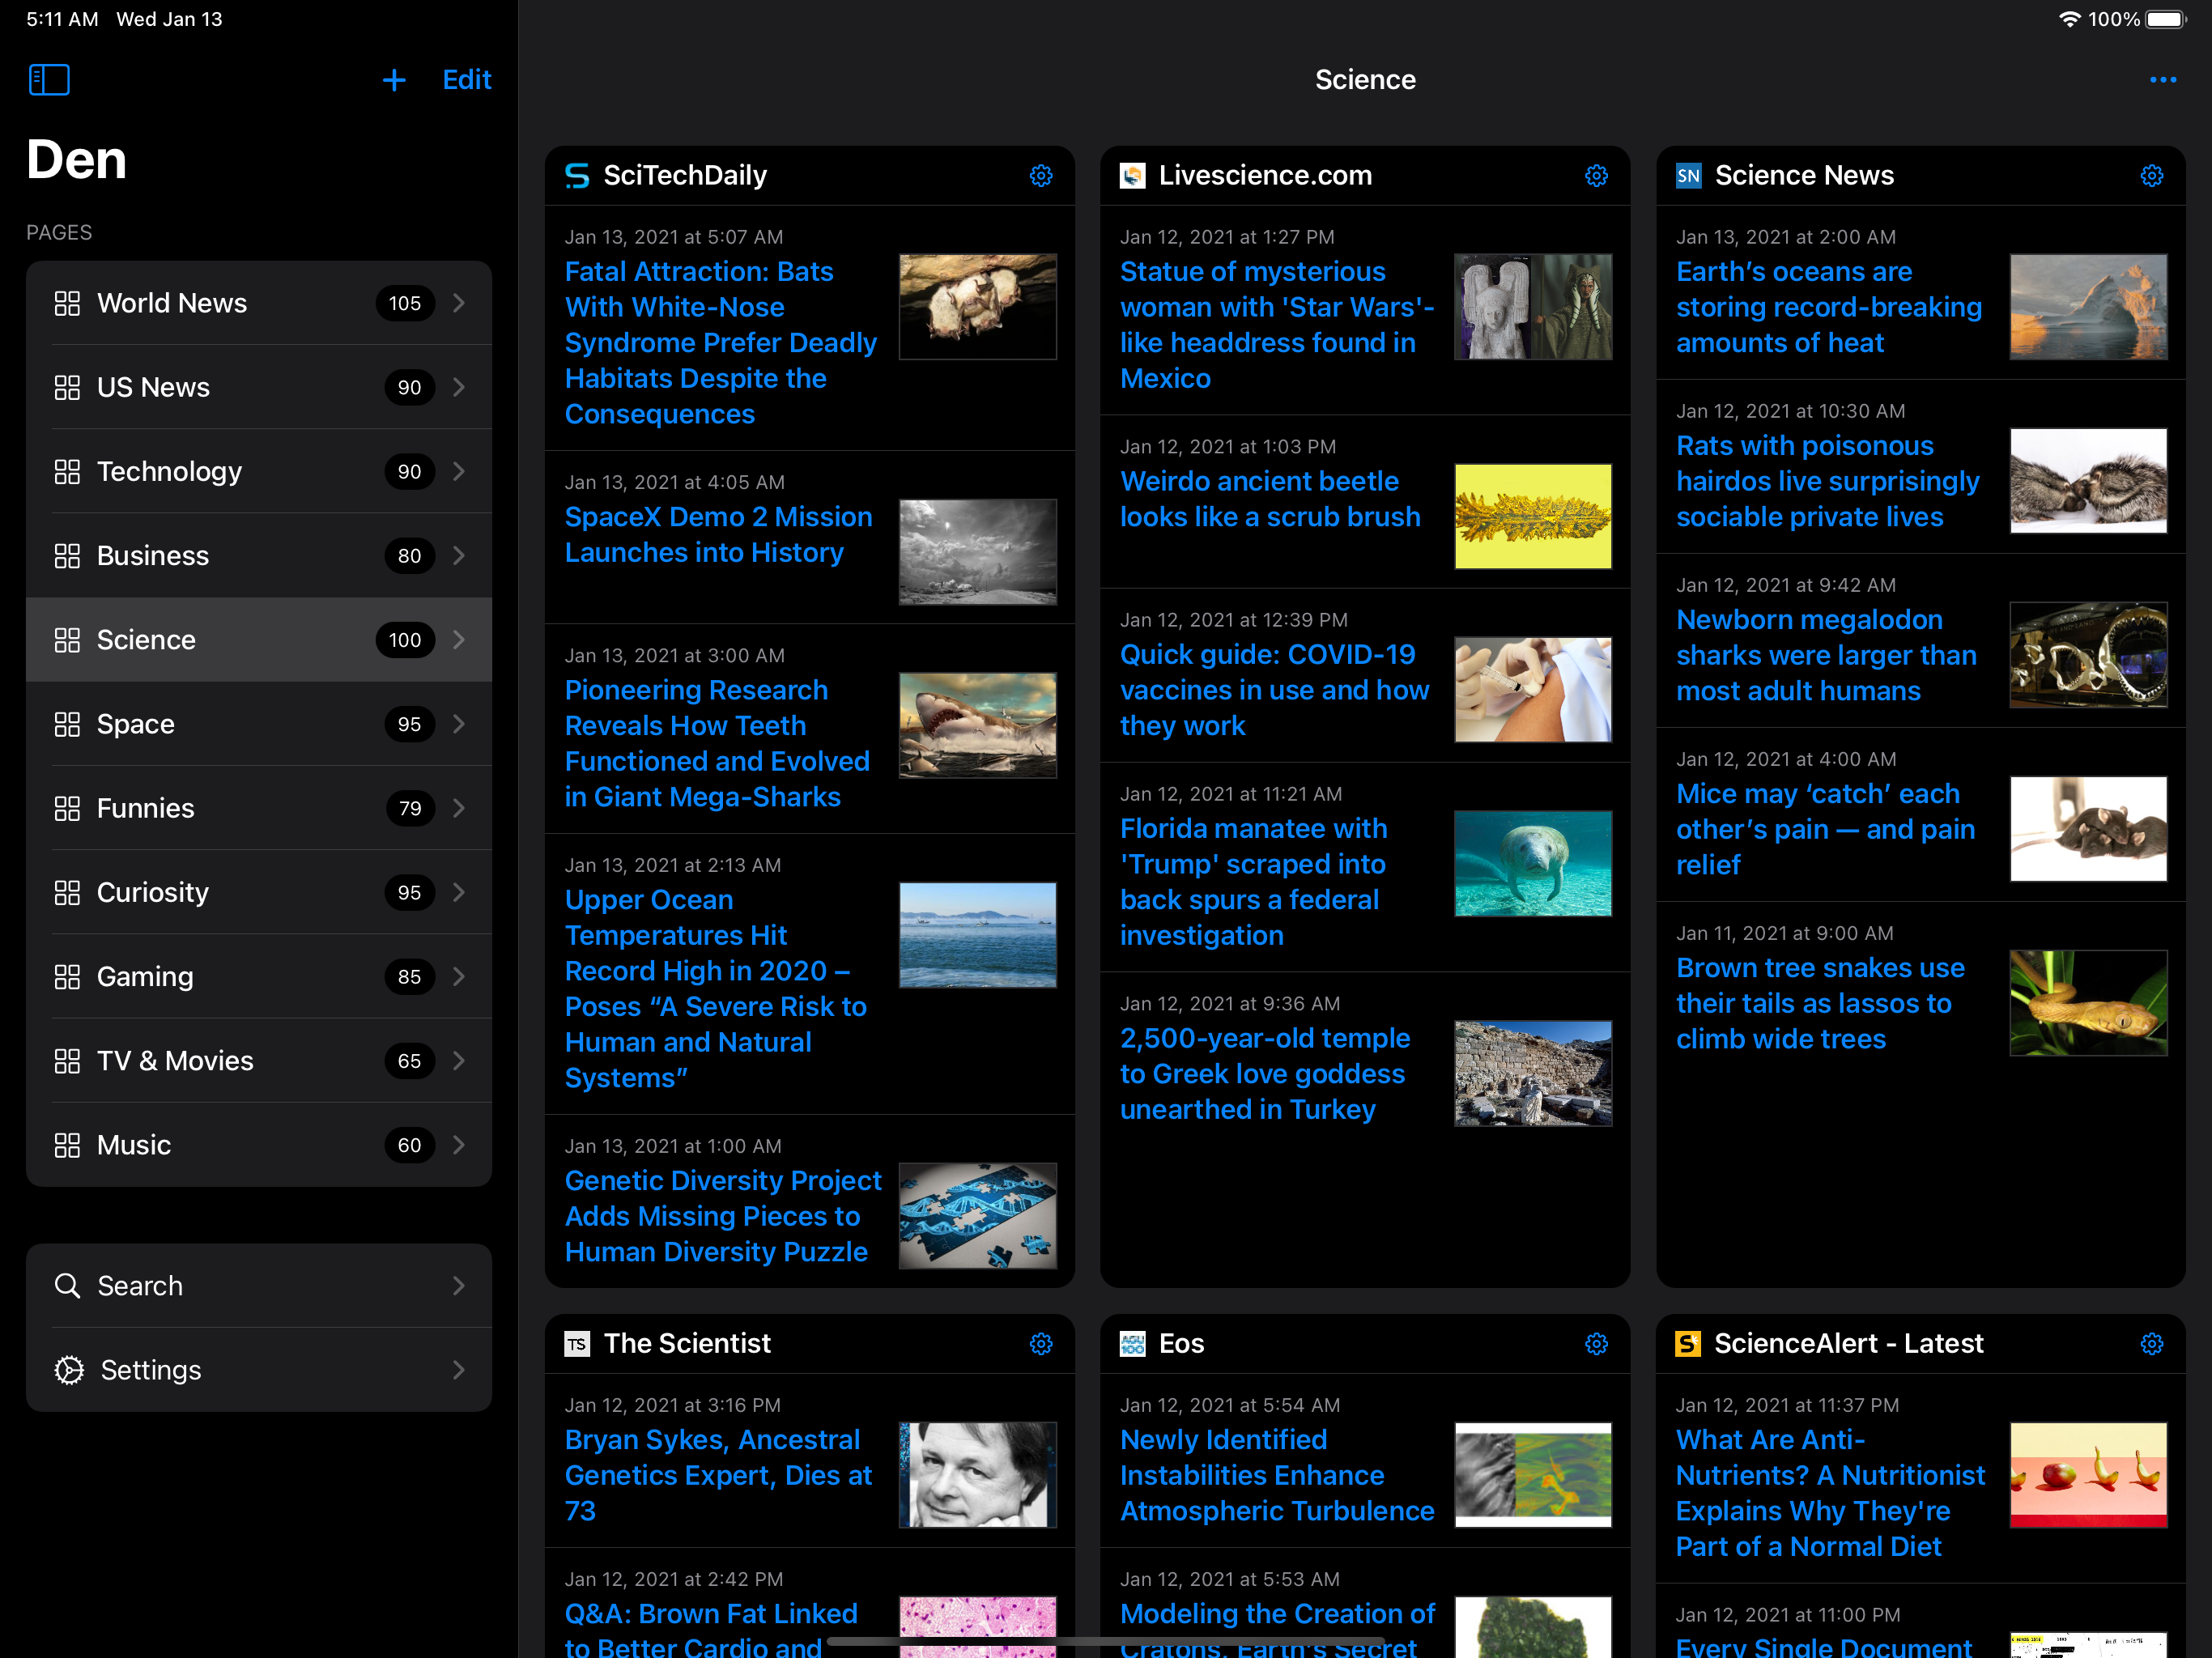 5:11 AM Wed Jan 13
100%
Edit
Science
Den
PAGES
World News 105
US News 90
Technology 90
Business 80
Science 100
Space 95
Funnies 79
Curiosity 95
Gaming 85
TV & Movies 65
Music 60
Search
Settings
SciTechDaily
Jan 13, 2021 at 5:07 AM
Fatal Attraction: Bats
With White-Nose
Syndrome Prefer Deadly
Habitats Despite the
Consequences
Jan 13, 2021 at 4:05 AM
SpaceX Demo 2 Mission
Launches into History
Jan 13, 2021 at 3:00 AM
Pioneering Research
Reveals How Teeth
Functioned and Evolved
in Giant Mega-Sharks
Jan 13, 2021 at 2:13 AM
Upper Ocean
Temperatures Hit
Record High in 2020 –
Poses “A Severe Risk to
Human and Natural
Systems”
Jan 13, 2021 at 1:00 AM
Genetic Diversity Project
Adds Missing Pieces to
Human Diversity Puzzle
Livescience.com
Jan 12, 2021 at 1:27 PM
Statue of mysterious
woman with 'Star Wars'-
like headdress found in
Mexico
Jan 12, 2021 at 1:03 PM
Weirdo ancient beetle
looks like a scrub brush
Jan 12, 2021 at 12:39 PM
Quick guide: COVID-19
vaccines in use and how
they work
Jan 12, 2021 at 11:21 AM
Florida manatee with
'Trump' scraped into
back spurs a federal
investigation
Jan 12, 2021 at 9:36 AM
2,500-year-old temple
to Greek love goddess
unearthed in Turkey
SN Science News
Jan 13, 2021 at 2:00 AM
Earth’s oceans are
storing record-breaking
amounts of heat
Jan 12, 2021 at 10:30 AM
Rats with poisonous
hairdos live surprisingly
sociable private lives
Jan 12, 2021 at 9:42 AM
Newborn megalodon
sharks were larger than
most adult humans
Jan 12, 2021 at 4:00 AM
Mice may ‘catch’ each
other’s pain — and pain
relief
Jan 11, 2021 at 9:00 AM
Brown tree snakes use
their tails as lassos to
climb wide trees
TS The Scientist
Jan 12, 2021 at 3:16 PM
Bryan Sykes, Ancestral
Genetics Expert, Dies at
73
Jan 12, 2021 at 2:42 PM
Q&A: Brown Fat Linked
to Better Cardio and
AGU 100 Eos
Jan 12, 2021 at 5:54 AM
Newly Identified
Instabilities Enhance
Atmospheric Turbulence
Jan 12, 2021 at 5:53 AM
Modeling the Creation of
Cratons, Earth's Secret
S ScienceAlert - Latest
Jan 12, 2021 at 11:37 PM
What Are Anti-
Nutrients? A Nutritionist
Explains Why They're
Part of a Normal Diet
Jan 12, 2021 at 11:00 PM
Every Single Document